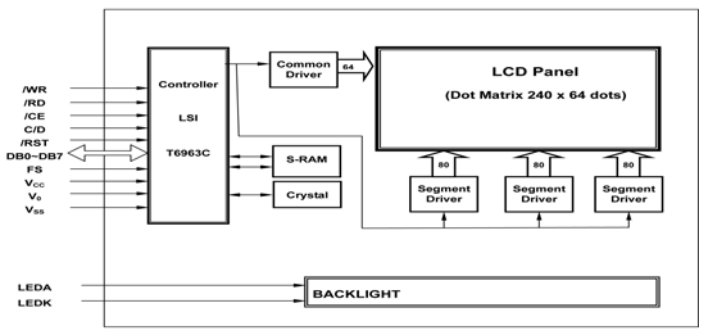 /WR
/RD
/CE
C/D
/RST
DB0~DB7
FS
VCC
V0
VSS
LEDA
LEDK
Controller
LSI
T6963C
Common
Driver
64
S-RAM
Crystal
LCD Panel
(Dot Matrix 240 x 64 dots)
80
80
80
Segment
Driver
Segment
Driver
Segment
Driver
BACKLIGHT